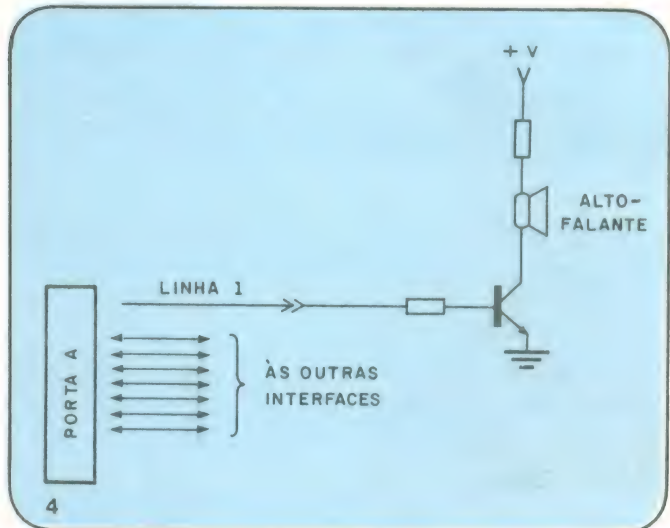 + V
ALTO-
FALANTE
LINHA 1
PORTA A
ÀS OUTRAS
INTERFACES
4